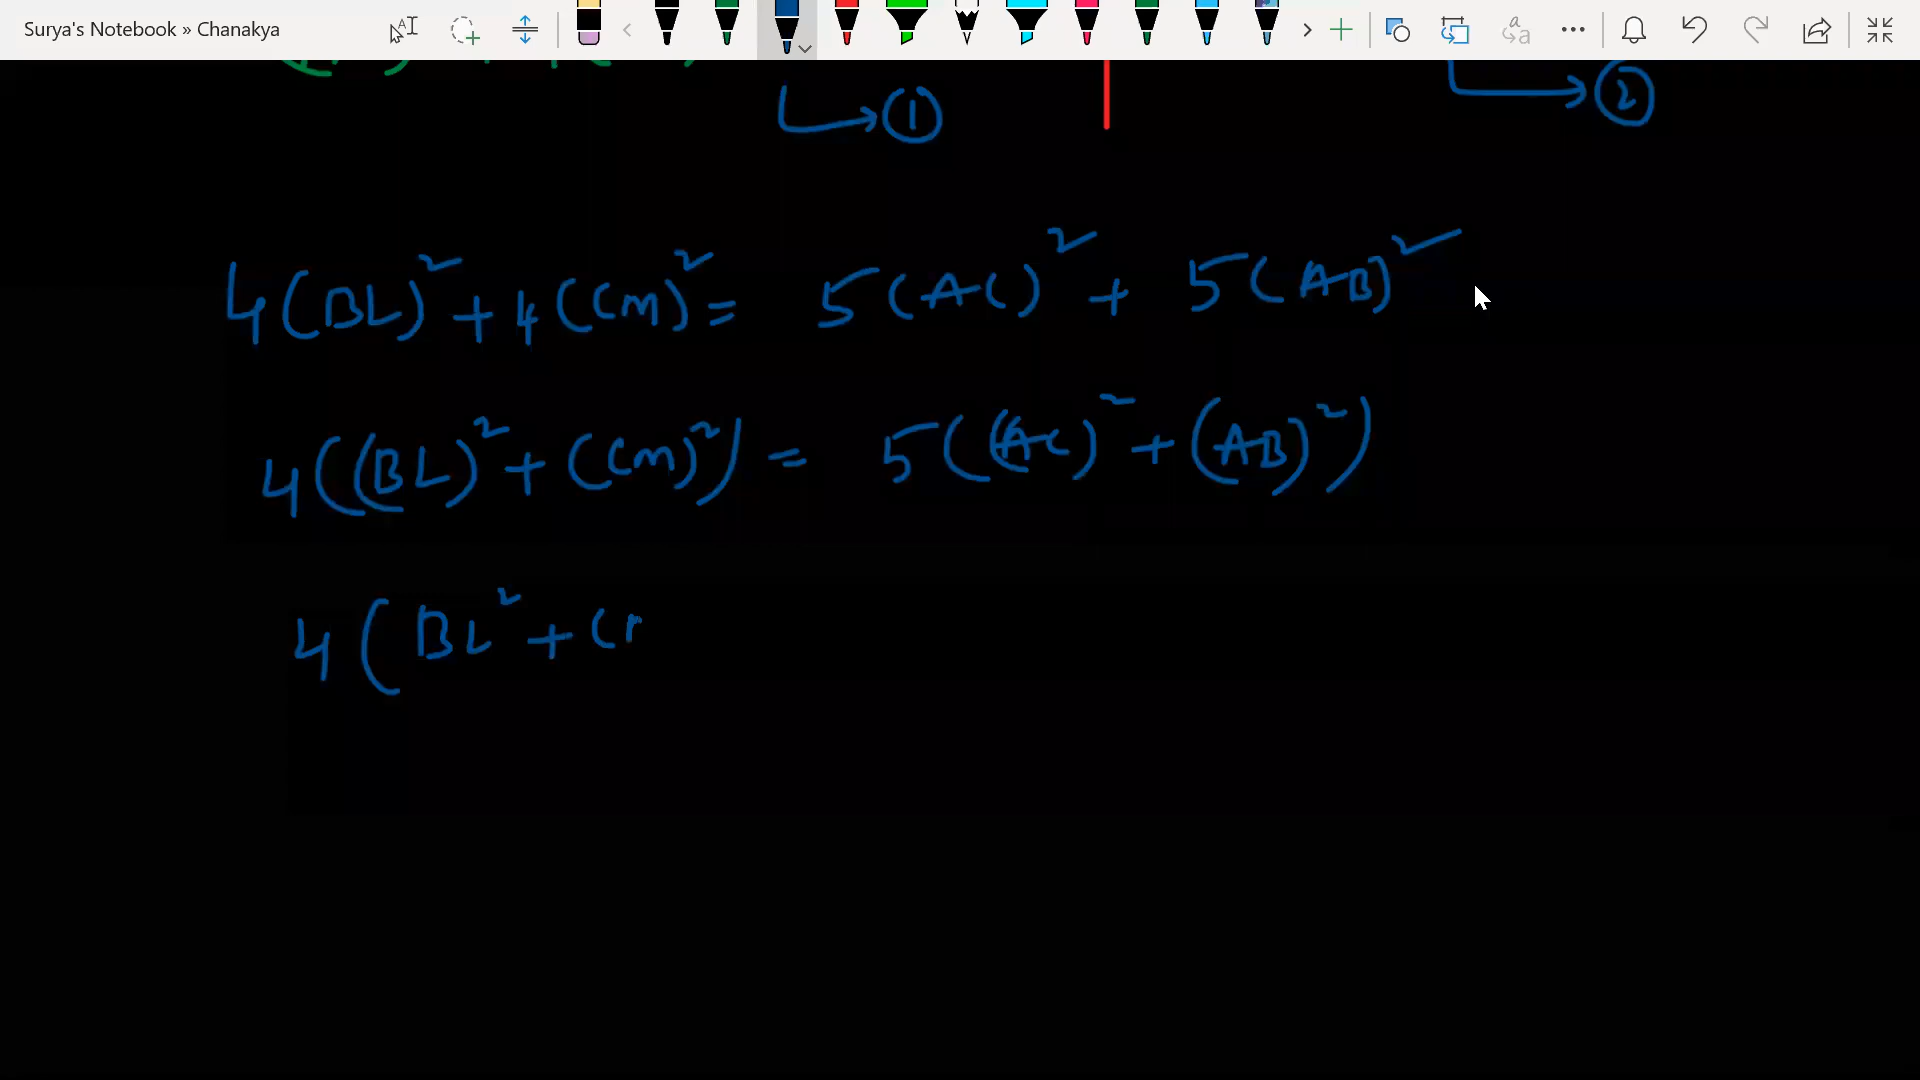 Surya's Notebook » Chanakya
1 2
4(BL)² + 4(CM)² = 5(AC)² + 5(AB)²
4((BL)² + (CM)²) = 5((AC)² + (AB)²)
4(BL² + C